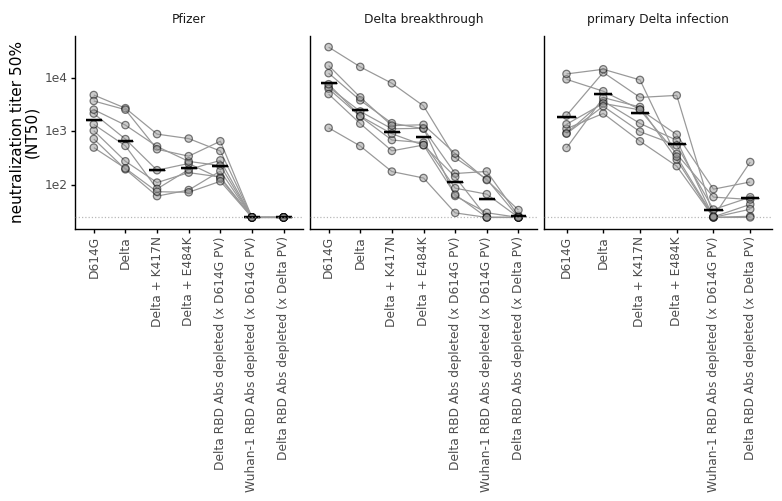 Pfizer
Delta breakthrough
primary Delta infection
neutralization titer 50%
(NT50)
1e4
1e3
1e2
D614G
Delta
Delta + K417N
Delta + E484K
Delta RBD Abs depleted (x D614G PV)
Wuhan-1 RBD Abs depleted (x D614G PV)
Delta RBD Abs depleted (x Delta PV)
D614G
Delta
Delta + K417N
Delta + E484K
Delta RBD Abs depleted (x D614G PV)
Wuhan-1 RBD Abs depleted (x D614G PV)
Delta RBD Abs depleted (x Delta PV)
D614G
Delta
Delta + K417N
Delta + E484K
Wuhan-1 RBD Abs depleted (x D614G PV)
Delta RBD Abs depleted (x Delta PV)